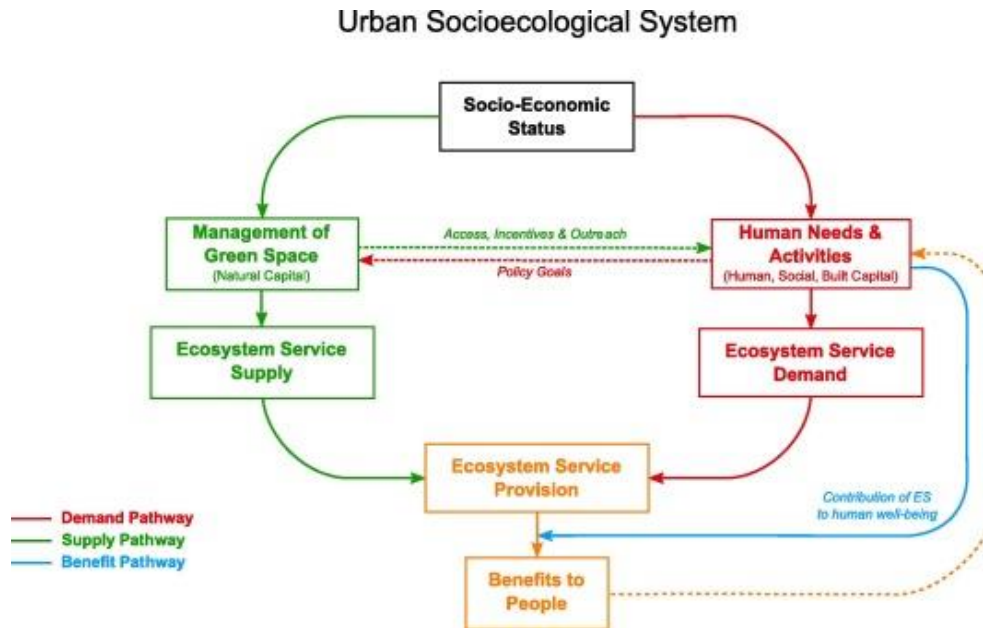 Urban Socioecological System
Socio-Economic
Status
Management of
Green Space
(Natural Capital)
Access, Incentives & Outreach
Policy Goals
Human Needs &
Activities
(Human, Social, Built Capital)
Ecosystem Service
Supply
Ecosystem Service
Demand
Ecosystem Service
Provision
Contribution of ES
to human well-being
Demand Pathway
Supply Pathway
Benefit Pathway
Benefits to
People